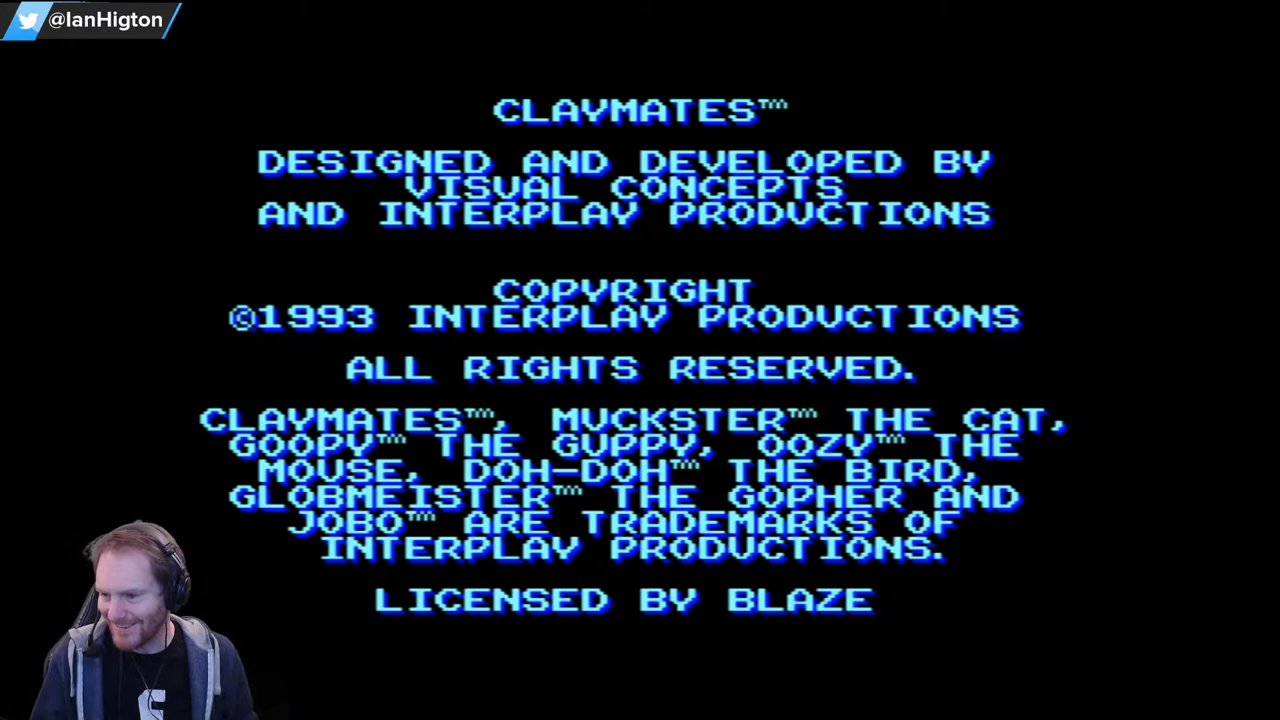 @IanHigton
CLAYMATES™
DESIGNED AND DEVELOPED BY
VISUAL CONCEPTS
AND INTERPLAY PRODUCTIONS
COPYRIGHT
©1993 INTERPLAY PRODUCTIONS
ALL RIGHTS RESERVED.
CLAYMATES™, MUCKSTER™ THE CAT,
GOOPY™ THE GUPPY, OOZY™ THE
MOUSE, DOH-DOH™ THE BIRD,
GLOBMEISTER™ THE GOPHER AND
JOBO™ ARE TRADEMARKS OF
INTERPLAY PRODUCTIONS.
LICENSED BY BLAZE